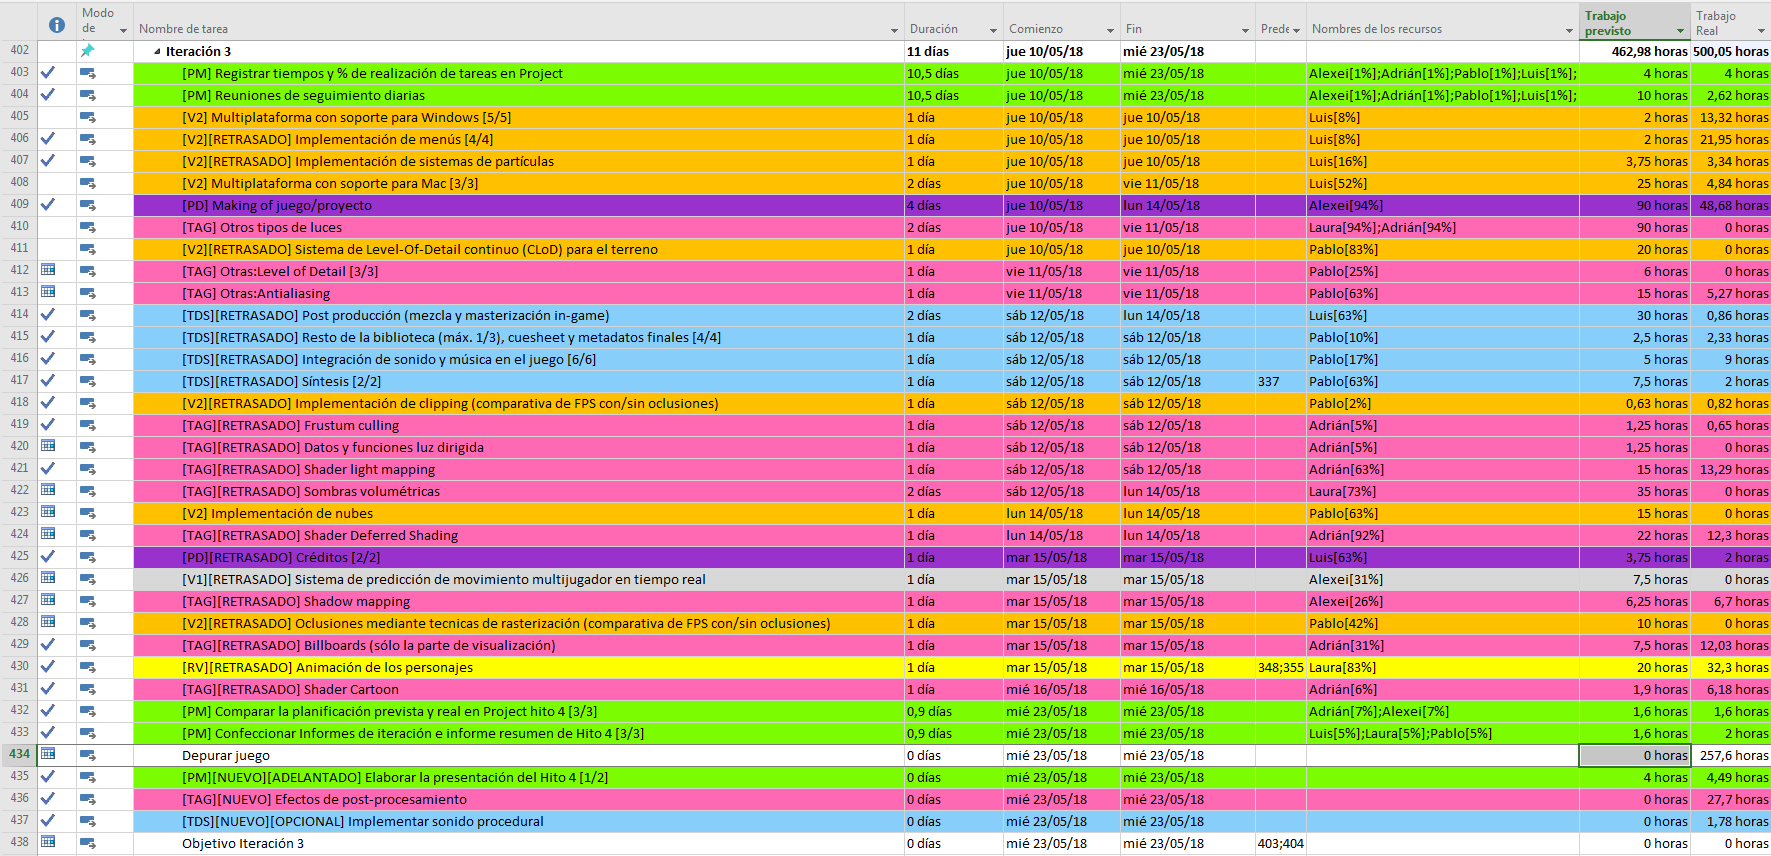 Modo de Nombre de tarea Duración Comienzo Fin Prede Nombres de los recursos Trabajo previsto Trabajo Real
402 Iteración 3 11 días jue 10/05/18 mié 23/05/18 462,98 horas 500,05 horas
403 [PM] Registrar tiempos y % de realización de tareas en Project 10,5 días jue 10/05/18 mié 23/05/18 Alexei[1%];Adrián[1%];Pablo[1%];Luis[1%]; 4 horas 4 horas
404 [PM] Reuniones de seguimiento diarias 10,5 días jue 10/05/18 mié 23/05/18 Alexei[1%];Adrián[1%];Pablo[1%];Luis[1%]; 10 horas 2,62 horas
405 [V2] Multiplataforma con soporte para Windows [5/5] 1 día jue 10/05/18 jue 10/05/18 Luis[8%] 2 horas 13,32 horas
406 [V2][RETRASADO] Implementación de menús [4/4] 1 día jue 10/05/18 jue 10/05/18 Luis[8%] 2 horas 21,95 horas
407 [V2][RETRASADO] Implementación de sistemas de partículas 1 día jue 10/05/18 jue 10/05/18 Luis[16%] 3,75 horas 3,34 horas
408 [V2] Multiplataforma con soporte para Mac [3/3] 2 días jue 10/05/18 vie 11/05/18 Luis[52%] 25 horas 4,84 horas
409 [PD] Making of juego/proyecto 4 días jue 10/05/18 lun 14/05/18 Alexei[94%] 90 horas 48,68 horas
410 [TAG] Otros tipos de luces 2 días jue 10/05/18 vie 11/05/18 Laura[94%];Adrián[94%] 90 horas 0 horas
411 [V2][RETRASADO] Sistema de Level-Of-Detail continuo (CLoD) para el terreno 1 día jue 10/05/18 jue 10/05/18 Pablo[83%] 20 horas 0 horas
412 [TAG] Otras:Level of Detail [3/3] 1 día vie 11/05/18 vie 11/05/18 Pablo[25%] 6 horas 0 horas
413 [TAG] Otras:Antialiasing 1 día vie 11/05/18 vie 11/05/18 Pablo[63%] 15 horas 5,27 horas
414 [TDS][RETRASADO] Post producción (mezcla y masterización in-game) 2 días sáb 12/05/18 lun 14/05/18 Luis[63%] 30 horas 0,86 horas
415 [TDS][RETRASADO] Resto de la biblioteca (máx. 1/3), cuesheet y metadatos finales [4/4] 1 día sáb 12/05/18 sáb 12/05/18 Pablo[10%] 2,5 horas 2,33 horas
416 [TDS][RETRASADO] Integración de sonido y música en el juego [6/6] 1 día sáb 12/05/18 sáb 12/05/18 Pablo[17%] 5 horas 9 horas
417 [TDS][RETRASADO] Síntesis [2/2] 1 día sáb 12/05/18 sáb 12/05/18 337 Pablo[63%] 7,5 horas 2 horas
418 [V2][RETRASADO] Implementación de clipping (comparativa de FPS con/sin oclusiones) 1 día sáb 12/05/18 sáb 12/05/18 Pablo[2%] 0,63 horas 0,82 horas
419 [TAG][RETRASADO] Frustum culling 1 día sáb 12/05/18 sáb 12/05/18 Adrián[5%] 1,25 horas 0,65 horas
420 [TAG][RETRASADO] Datos y funciones luz dirigida 1 día sáb 12/05/18 sáb 12/05/18 Adrián[5%] 1,25 horas 0 horas
421 [TAG][RETRASADO] Shader light mapping 1 día sáb 12/05/18 sáb 12/05/18 Adrián[63%] 15 horas 13,29 horas
422 [TAG][RETRASADO] Sombras volumétricas 2 días sáb 12/05/18 lun 14/05/18 Laura[73%] 35 horas 0 horas
423 [V2] Implementación de nubes 1 día lun 14/05/18 lun 14/05/18 Pablo[63%] 15 horas 0 horas
424 [TAG][RETRASADO] Shader Deferred Shading 1 día lun 14/05/18 lun 14/05/18 Adrián[92%] 22 horas 12,3 horas
425 [PD][RETRASADO] Créditos [2/2] 1 día mar 15/05/18 mar 15/05/18 Luis[63%] 3,75 horas 2 horas
426 [V1][RETRASADO] Sistema de predicción de movimiento multijugador en tiempo real 1 día mar 15/05/18 mar 15/05/18 Alexei[31%] 7,5 horas 0 horas
427 [TAG][RETRASADO] Shadow mapping 1 día mar 15/05/18 mar 15/05/18 Alexei[26%] 6,25 horas 6,7 horas
428 [V2][RETRASADO] Oclusiones mediante tecnicas de rasterización (comparativa de FPS con/sin oclusiones) 1 día mar 15/05/18 mar 15/05/18 Pablo[42%] 10 horas 0 horas
429 [TAG][RETRASADO] Billboards (sólo la parte de visualización) 1 día mar 15/05/18 mar 15/05/18 Adrián[31%] 7,5 horas 12,03 horas
430 [RV][RETRASADO] Animación de los personajes 1 día mar 15/05/18 mar 15/05/18 348;355 Laura[83%] 20 horas 32,3 horas
431 [TAG][RETRASADO] Shader Cartoon 1 día mié 16/05/18 mié 16/05/18 Adrián[6%] 1,9 horas 6,18 horas
432 [PM] Comparar la planificación prevista y real en Project hito 4 [3/3] 0,9 días mié 23/05/18 mié 23/05/18 Adrián[7%];Alexei[7%] 1,6 horas 1,6 horas
433 [PM] Confeccionar Informes de iteración e informe resumen de Hito 4 [3/3] 0,9 días mié 23/05/18 mié 23/05/18 Luis[5%];Laura[5%];Pablo[5%] 1,6 horas 2 horas
434 Depurar juego 0 días mié 23/05/18 mié 23/05/18 0 horas 257,6 horas
435 [PM][NUEVO][ADELANTADO] Elaborar la presentación del Hito 4 [1/2] 0 días mié 23/05/18 mié 23/05/18 4 horas 4,49 horas
436 [TAG][NUEVO] Efectos de post-procesamiento 0 días mié 23/05/18 mié 23/05/18 0 horas 27,7 horas
437 [TDS][NUEVO][OPCIONAL] Implementar sonido procedural 0 días mié 23/05/18 mié 23/05/18 0 horas 1,78 horas
438 Objetivo Iteración 3 0 días mié 23/05/18 mié 23/05/18 403;404 0 horas 0 horas